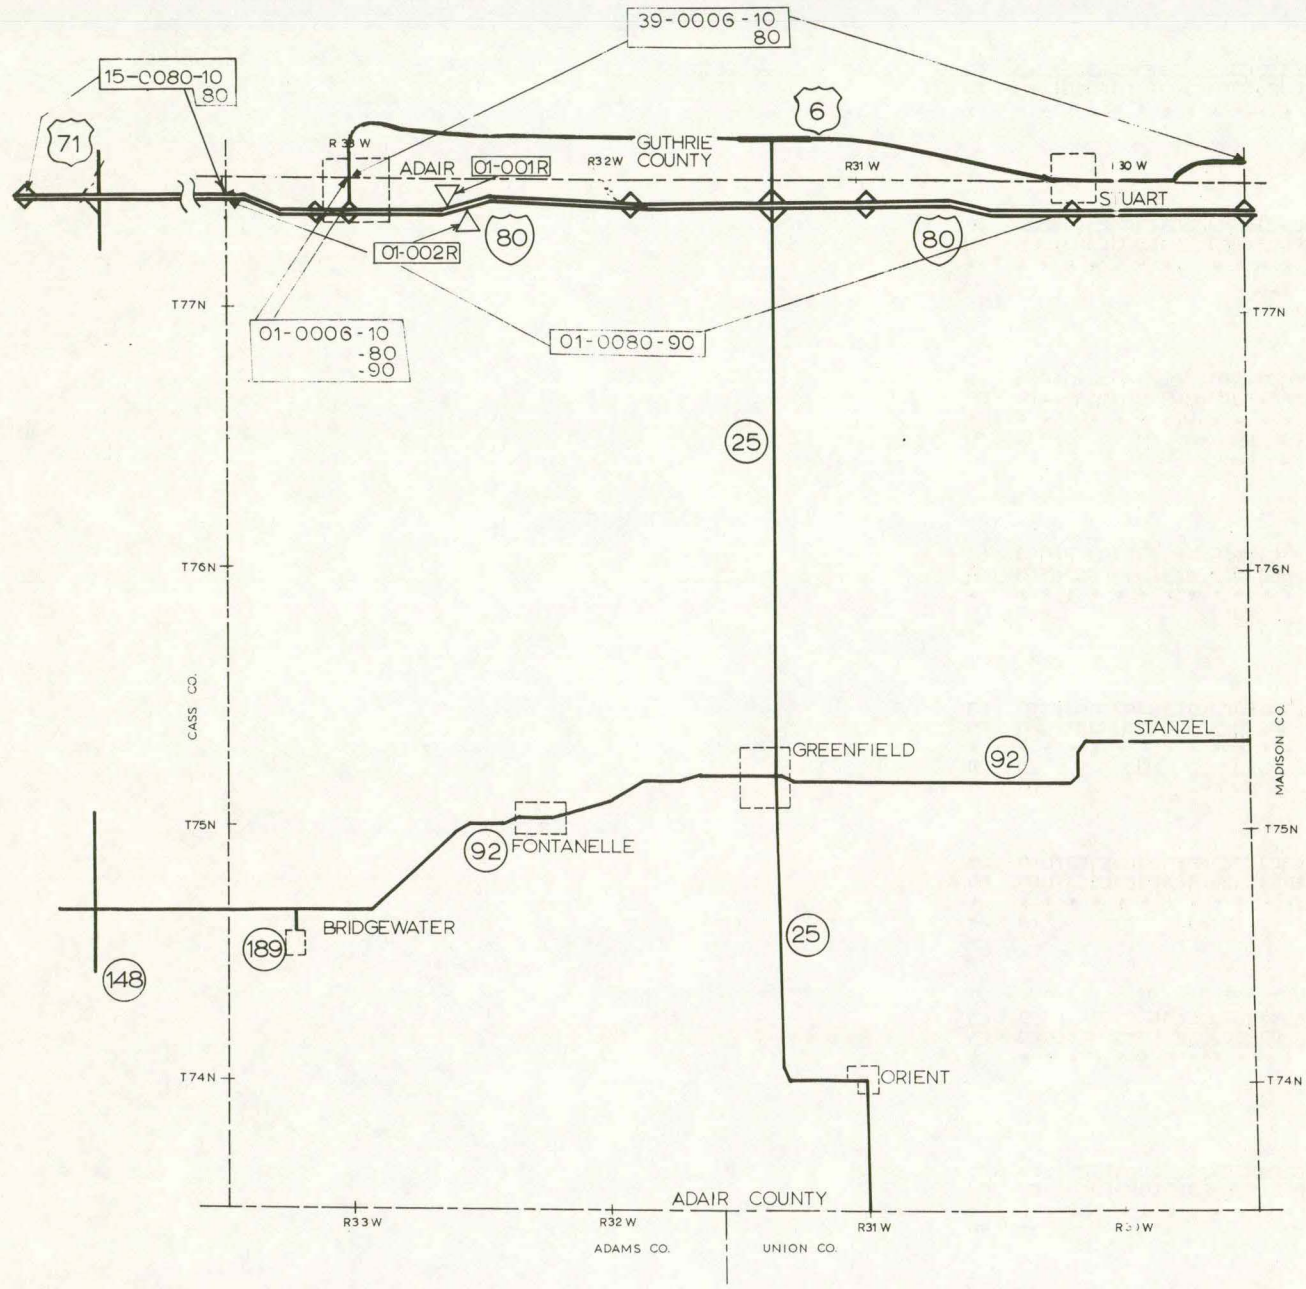 39-0006-10
80
15-0080-10
80
71
6
R 33 W
GUTHRIE
COUNTY
ADAIR
01-001R
R32W
R31 W
30 W
STUART
01-002R
80
80
T77N
T77N
01-0006-10
-80
-90
01-0080-90
25
T76N
T76N
CASS CO.
MADISON CO.
STANZEL
GREENFIELD
92
T75N
T75N
92
FONTANELLE
BRIDGEWATER
189
148
25
T74N
T74N
ORIENT
ADAIR COUNTY
R33W
R32W
R31W
ADAMS CO.
UNION CO.